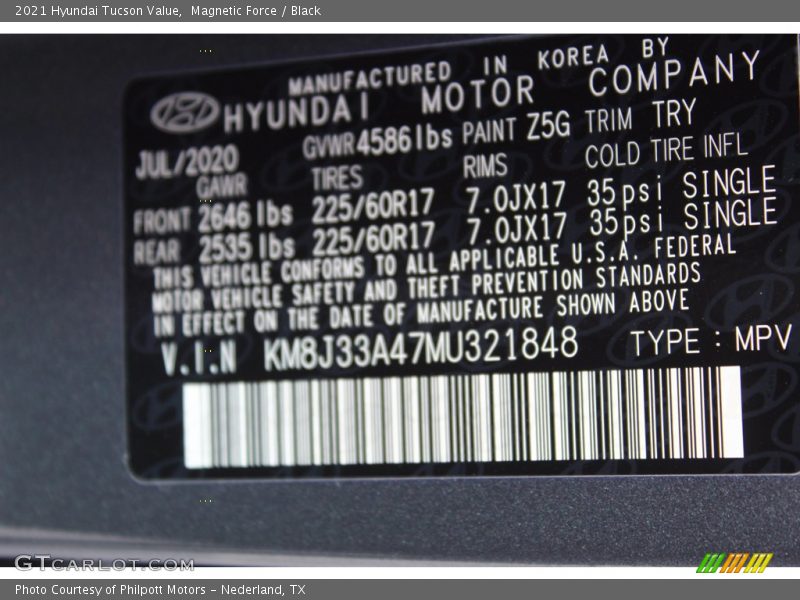 2021 Hyundai Tucson Value, Magnetic Force / Black
MANUFACTURED IN KOREA BY
HYUNDAI MOTOR COMPANY
JUL/2020 GVWR 4586 lbs PAINT Z5G TRIM TRY
GAWR TIRES RIMS COLD TIRE INFL
FRONT 2646 lbs 225/60R17 7.0JX17 35 psi SINGLE
REAR 2535 lbs 225/60R17 7.0JX17 35 psi SINGLE
THIS VEHICLE CONFORMS TO ALL APPLICABLE U.S.A. FEDERAL
MOTOR VEHICLE SAFETY AND THEFT PREVENTION STANDARDS
IN EFFECT ON THE DATE OF MANUFACTURE SHOWN ABOVE
V.I.N KM8J33A47MU321848 TYPE : MPV
GTCARLOT.COM
Photo Courtesy of Philpott Motors - Nederland, TX